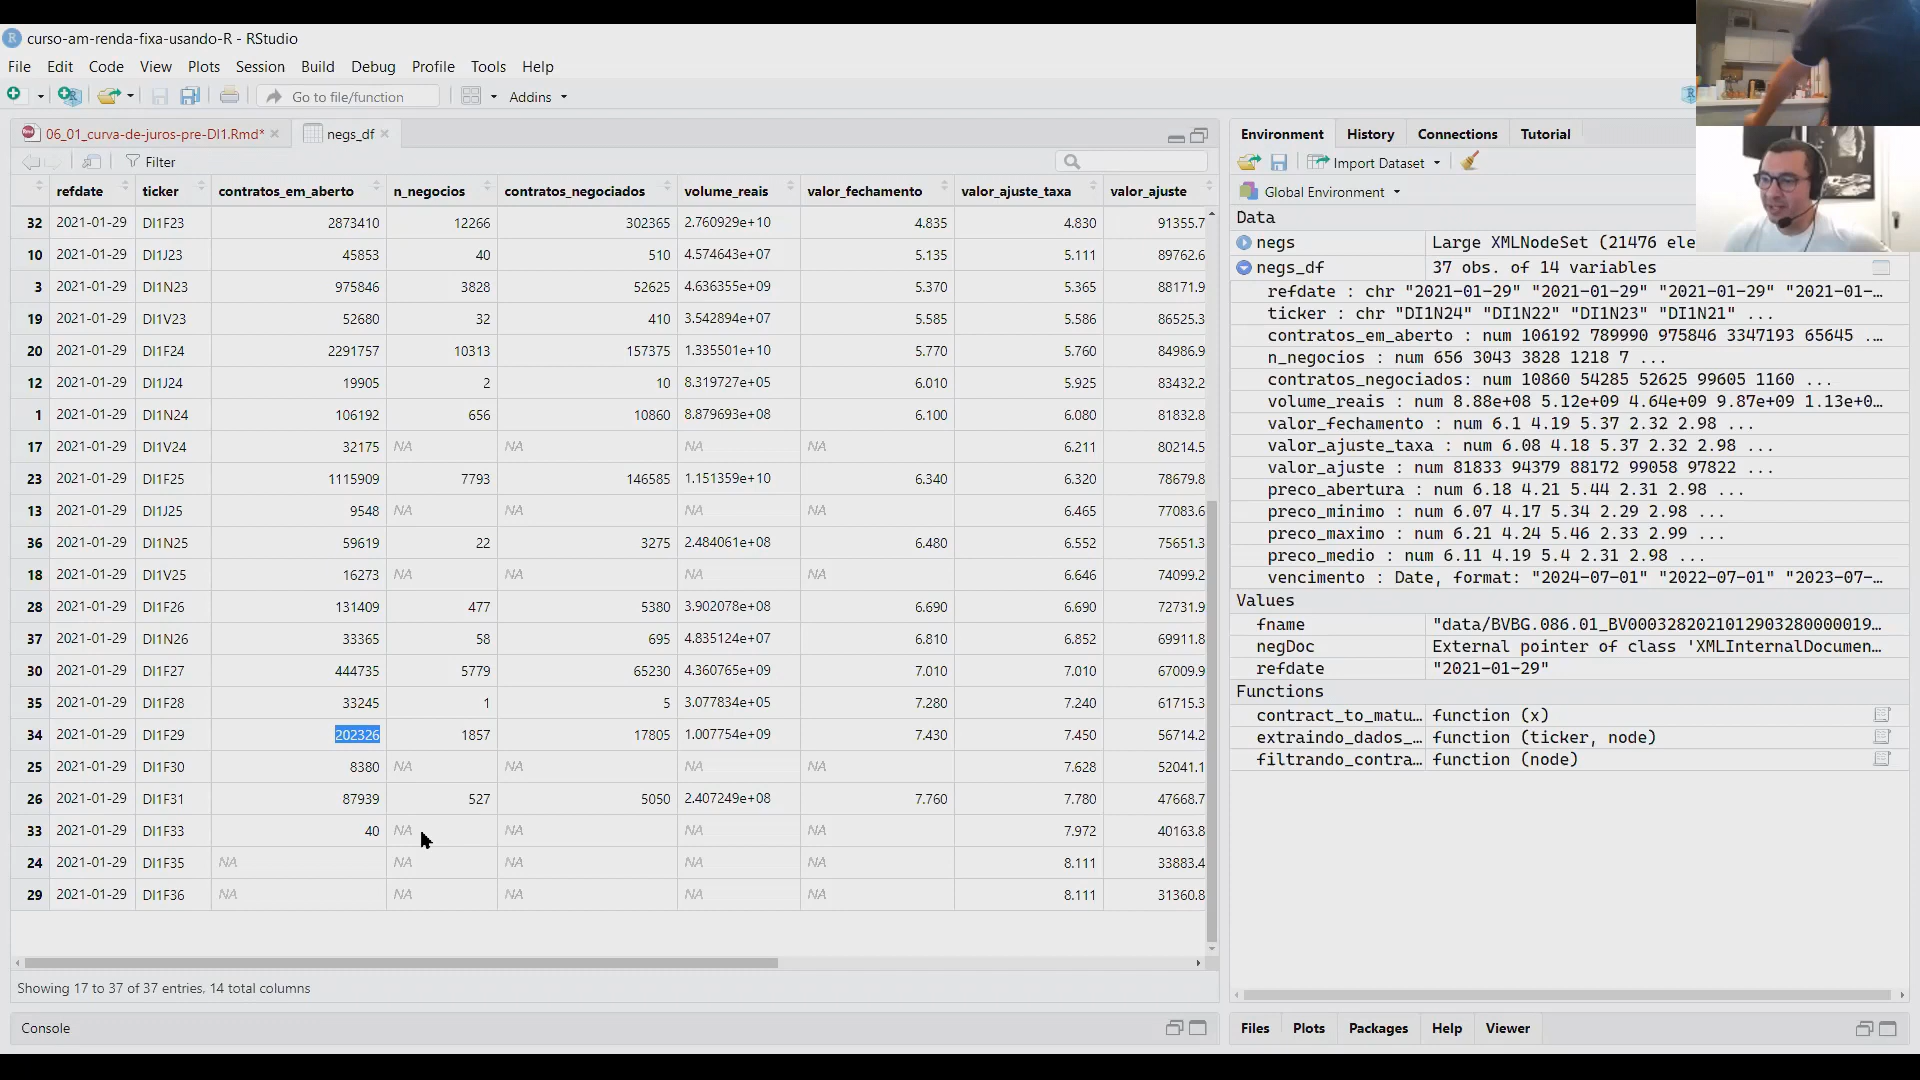 curso-am-renda-fixa-usando-R - RStudio
File Edit Code View Plots Session Build Debug Profile Tools Help
Go to file/function Addins
06_01_curva-de-juros-pre-DI1.Rmd* negs_df
Filter
refdate ticker contratos_em_aberto n_negocios contratos_negociados volume_reais valor_fechamento valor_ajuste_taxa valor_ajuste
32 2021-01-29 DI1F23 2873410 12266 302365 2.760929e+10 4.835 4.830 91355.7
10 2021-01-29 DI1J23 45853 40 510 4.574643e+07 5.135 5.111 89762.6
3 2021-01-29 DI1N23 975846 3828 52625 4.636355e+09 5.370 5.365 88171.9
19 2021-01-29 DI1V23 52680 32 410 3.542894e+07 5.585 5.586 86525.3
20 2021-01-29 DI1F24 2291757 10313 157375 1.335501e+10 5.770 5.760 84986.9
12 2021-01-29 DI1J24 19905 2 10 8.319727e+05 6.010 5.925 83432.2
1 2021-01-29 DI1N24 106192 656 10860 8.879693e+08 6.100 6.080 81832.8
17 2021-01-29 DI1V24 32175 NA NA NA NA 6.211 80214.5
23 2021-01-29 DI1F25 1115909 7793 146585 1.151359e+10 6.340 6.320 78679.8
13 2021-01-29 DI1J25 9548 NA NA NA NA 6.465 77083.6
36 2021-01-29 DI1N25 59619 22 3275 2.484061e+08 6.480 6.552 75651.3
18 2021-01-29 DI1V25 16273 NA NA NA NA 6.646 74099.2
28 2021-01-29 DI1F26 131409 477 5380 3.902078e+08 6.690 6.690 72731.9
37 2021-01-29 DI1N26 33365 58 695 4.835124e+07 6.810 6.852 69911.8
30 2021-01-29 DI1F27 444735 5779 65230 4.360765e+09 7.010 7.010 67009.9
35 2021-01-29 DI1F28 33245 1 5 3.077834e+05 7.280 7.240 61715.3
34 2021-01-29 DI1F29 202326 1857 17805 1.007754e+09 7.430 7.450 56714.2
25 2021-01-29 DI1F30 8380 NA NA NA NA 7.628 52041.1
26 2021-01-29 DI1F31 87939 527 5050 2.407249e+08 7.760 7.780 47668.7
33 2021-01-29 DI1F33 40 NA NA NA NA 7.972 40163.8
24 2021-01-29 DI1F35 NA NA NA NA NA 8.111 33883.4
29 2021-01-29 DI1F36 NA NA NA NA NA 8.111 31360.8
Showing 17 to 37 of 37 entries, 14 total columns
Console
Environment History Connections Tutorial
Import Dataset
Global Environment
Data
negs Large XMLNodeSet (21476 ele
negs_df 37 obs. of 14 variables
refdate : chr "2021-01-29" "2021-01-29" "2021-01-29" "2021-01-…
ticker : chr "DI1N24" "DI1N22" "DI1N23" "DI1N21" ...
contratos_em_aberto : num 106192 789990 975846 3347193 65645 .…
n_negocios : num 656 3043 3828 1218 7 ...
contratos_negociados: num 10860 54285 52625 99605 1160 ...
volume_reais : num 8.88e+08 5.12e+09 4.64e+09 9.87e+09 1.13e+0…
valor_fechamento : num 6.1 4.19 5.37 2.32 2.98 ...
valor_ajuste_taxa : num 6.08 4.18 5.37 2.32 2.98 ...
valor_ajuste : num 81833 94379 88172 99058 97822 ...
preco_abertura : num 6.18 4.21 5.44 2.31 2.98 ...
preco_minimo : num 6.07 4.17 5.34 2.29 2.98 ...
preco_maximo : num 6.21 4.24 5.46 2.33 2.99 ...
preco_medio : num 6.11 4.19 5.4 2.31 2.98 ...
vencimento : Date, format: "2024-07-01" "2022-07-01" "2023-07-…
Values
fname "data/BVBG.086.01_BV000328202101290328000001​9…
negDoc External pointer of class 'XMLInternalDocumen…
refdate "2021-01-29"
Functions
contract_to_matu… function (x)
extraindo_dados_… function (ticker, node)
filtrando_contra… function (node)
Files Plots Packages Help Viewer